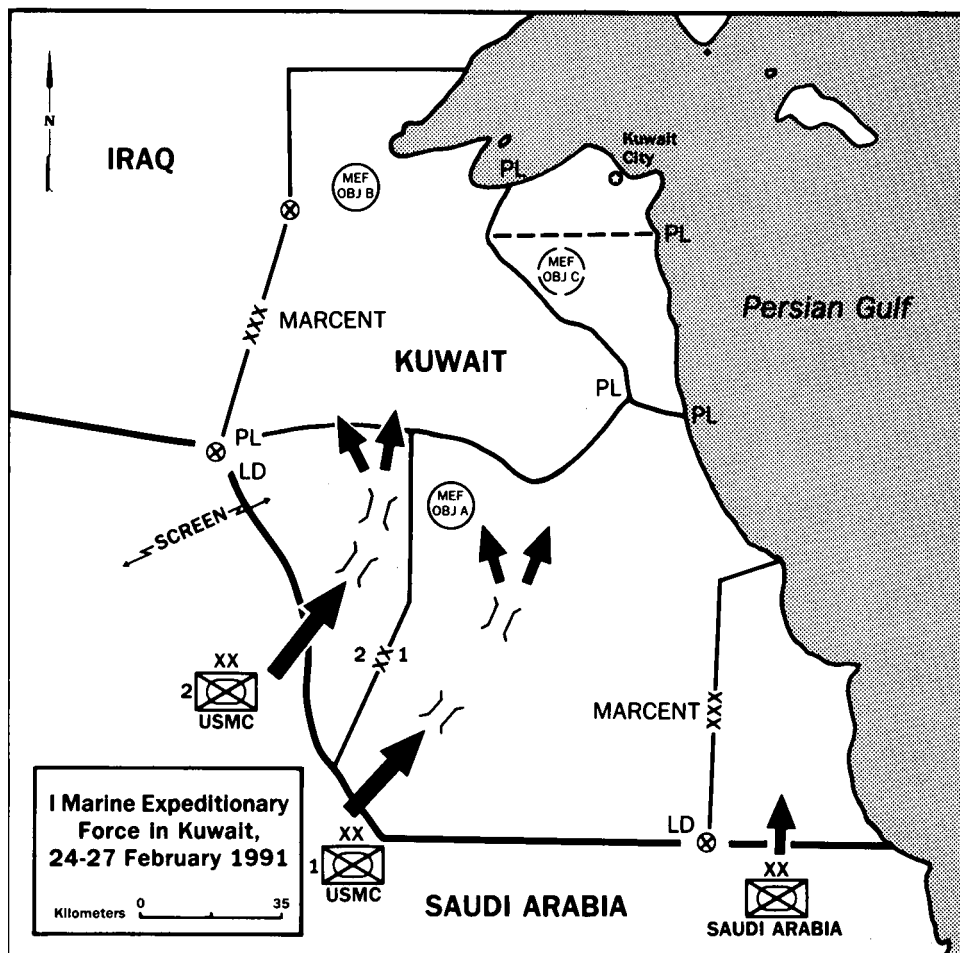 N
IRAQ
MEF
OBJ B
Kuwait
City
PL
PL
MEF
OBJ C
Persian Gulf
XXX
MARCENT
KUWAIT
PL
PL
PL
LD
SCREEN
MEF
OBJ A
XX
2
USMC
2 XX 1
MARCENT
XXX
LD
I Marine Expeditionary
Force in Kuwait,
24-27 February 1991
Kilometers 0 35
XX
1
USMC
SAUDI ARABIA
XX
SAUDI ARABIA